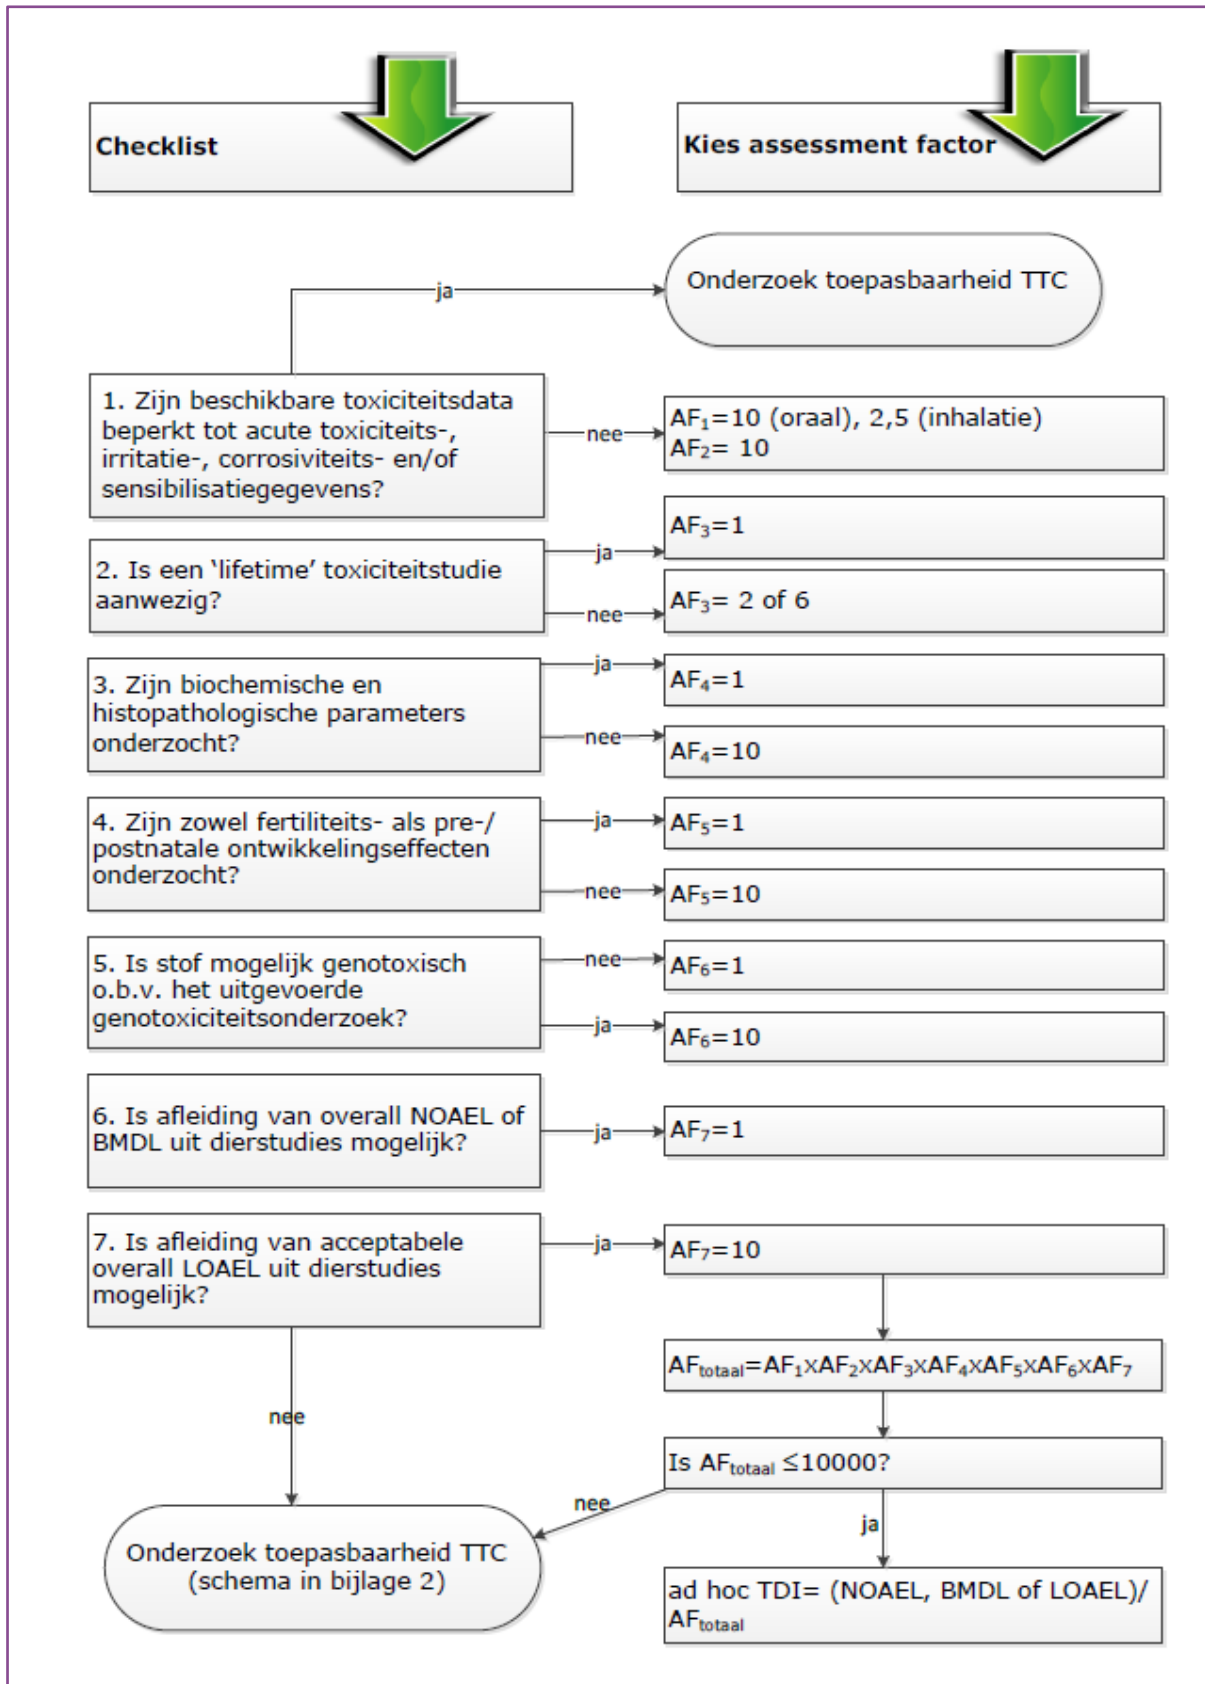 Checklist
Kies assessment factor
ja
Onderzoek toepasbaarheid TTC
1. Zijn beschikbare toxiciteitsdata
beperkt tot acute toxiciteits-,
irritatie-, corrosiviteits- en/of
sensibilisatiegegevens?
nee
AF₁=10 (oraal), 2,5 (inhalatie)
AF₂= 10
2. Is een ‘lifetime’ toxiciteitstudie
aanwezig?
ja
AF₃=1
nee
AF₃= 2 of 6
3. Zijn biochemische en
histopathologische parameters
onderzocht?
ja
AF₄=1
nee
AF₄=10
4. Zijn zowel fertiliteits- als pre-/
postnatale ontwikkelingseffecten
onderzocht?
ja
AF₅=1
nee
AF₅=10
5. Is stof mogelijk genotoxisch
o.b.v. het uitgevoerde
genotoxiciteitsonderzoek?
nee
AF₆=1
ja
AF₆=10
6. Is afleiding van overall NOAEL of
BMDL uit dierstudies mogelijk?
ja
AF₇=1
7. Is afleiding van acceptabele
overall LOAEL uit dierstudies
mogelijk?
ja
AF₇=10
AFtotaal=AF₁xAF₂xAF₃xAF₄xAF₅xAF₆xAF₇
nee
Is AFtotaal ≤10000?
nee
ja
Onderzoek toepasbaarheid TTC
(schema in bijlage 2)
ad hoc TDI= (NOAEL, BMDL of LOAEL)/
AFtotaal